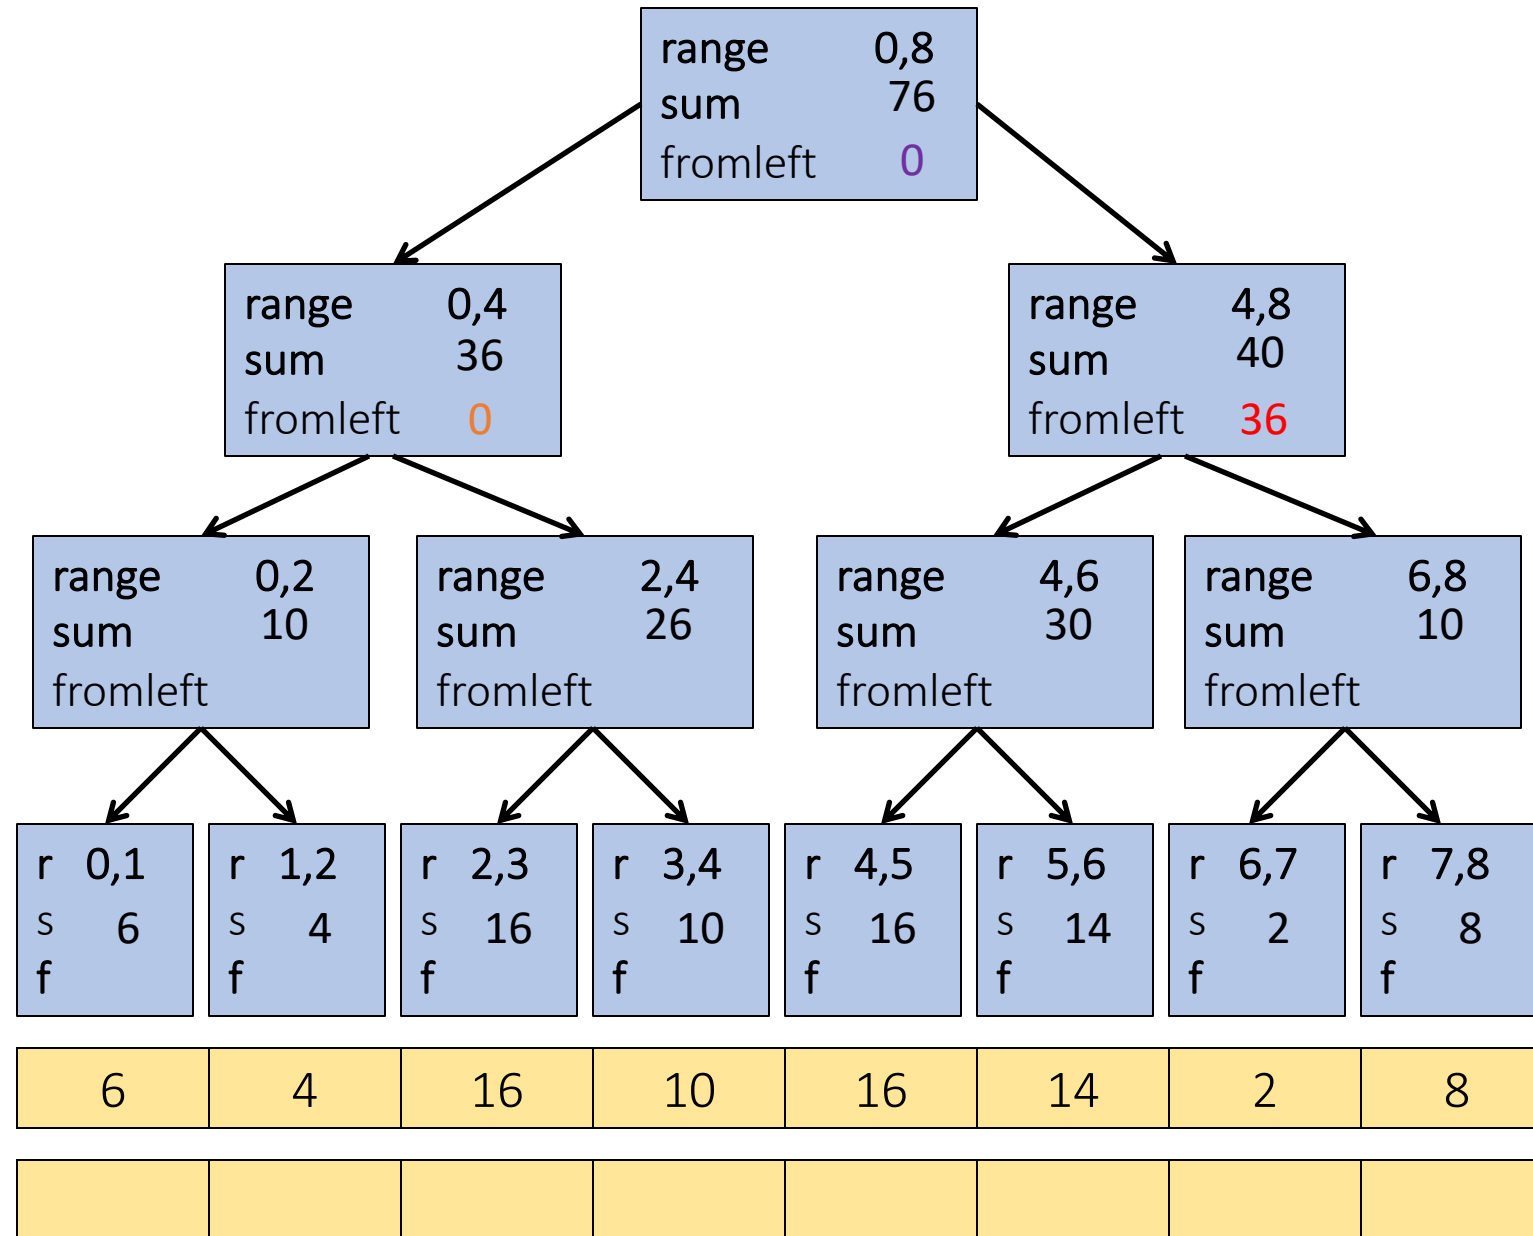 range 0,8
sum 76
fromleft 0
range 0,4
sum 36
fromleft 0
range 4,8
sum 40
fromleft 36
range 0,2
sum 10
fromleft
range 2,4
sum 26
fromleft
range 4,6
sum 30
fromleft
range 6,8
sum 10
fromleft
r 0,1
s 6
f
r 1,2
s 4
f
r 2,3
s 16
f
r 3,4
s 10
f
r 4,5
s 16
f
r 5,6
s 14
f
r 6,7
s 2
f
r 7,8
s 8
f
6 4 16 10 16 14 2 8